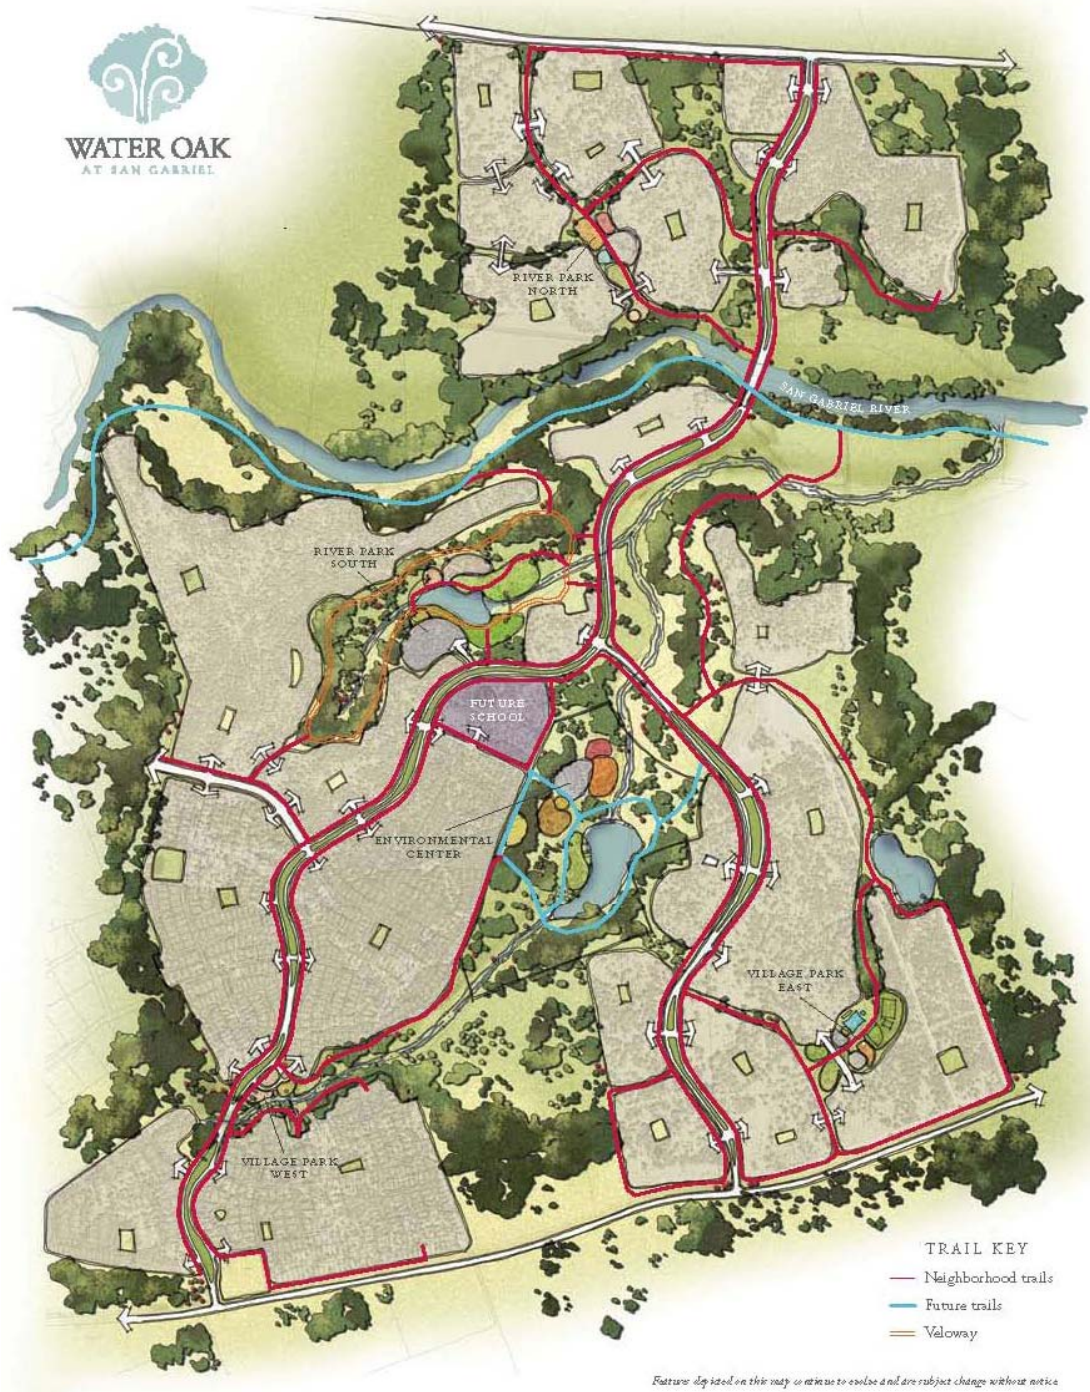 WATER OAK
AT SAN GABRIEL
RIVER PARK
NORTH
SAN GABRIEL RIVER
RIVER PARK
SOUTH
FUTURE
SCHOOL
ENVIRONMENTAL
CENTER
VILLAGE PARK
EAST
VILLAGE PARK
WEST
TRAIL KEY
Neighborhood trails
Future trails
Veloway
Features depicted on this map continue to evolve and are subject change without notice